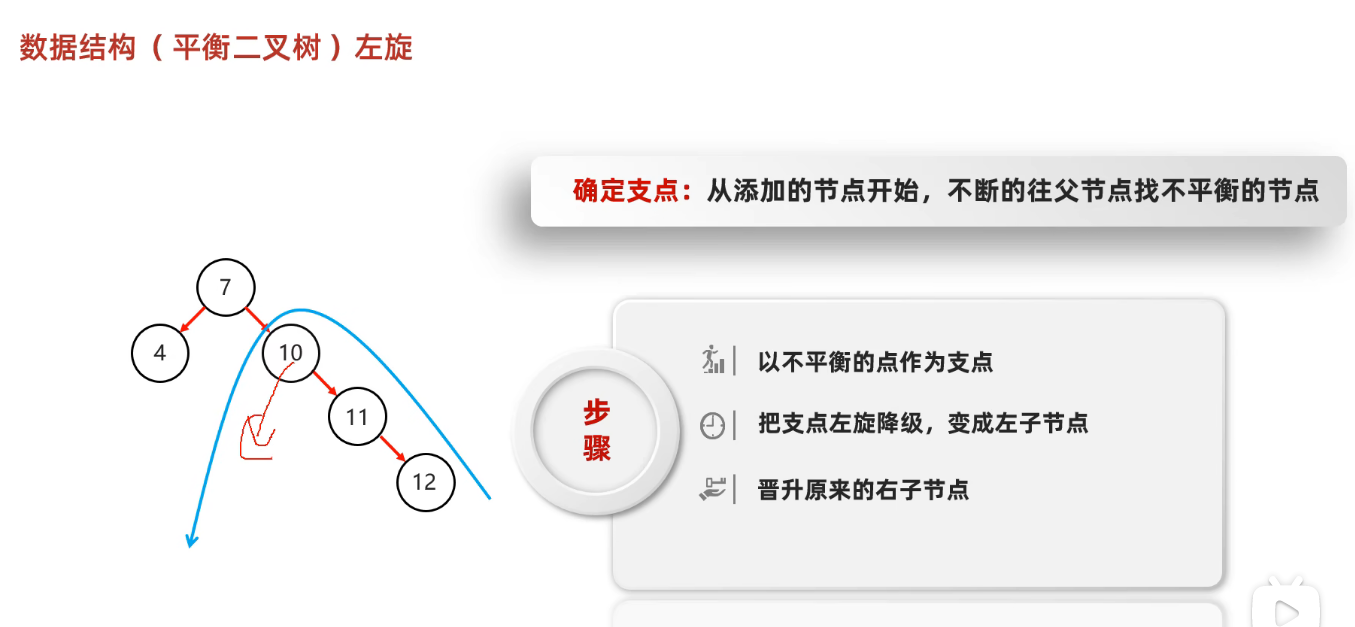 数据结构（平衡二叉树）左旋
确定支点：从添加的节点开始，不断的往父节点找不平衡的节点
7
4
10
11
12
步骤
以不平衡的点作为支点
把支点左旋降级，变成左子节点
晋升原来的右子节点